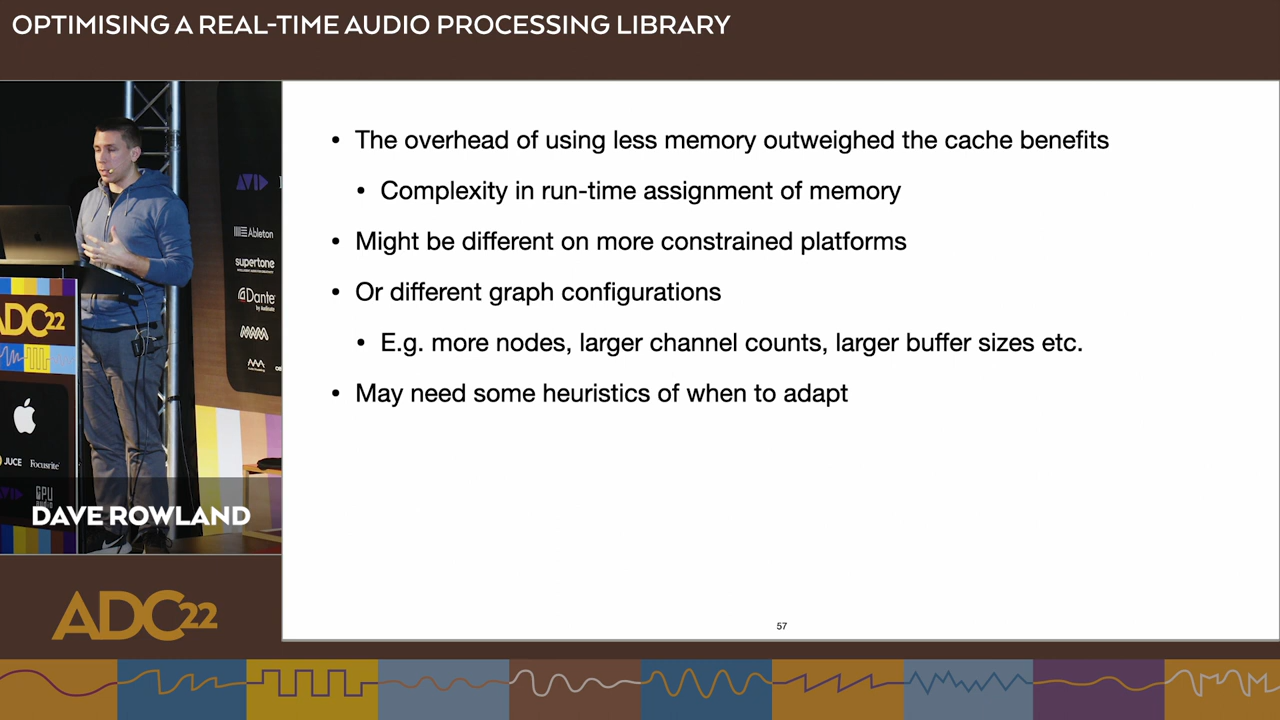 OPTIMISING A REAL-TIME AUDIO PROCESSING LIBRARY
• The overhead of using less memory outweighed the cache benefits
• Complexity in run-time assignment of memory
• Might be different on more constrained platforms
• Or different graph configurations
• E.g. more nodes, larger channel counts, larger buffer sizes etc.
• May need some heuristics of when to adapt
57
AVID
Ableton
supertone
Dante
ADC22
JUCE Focusrite
GPU
DAVE ROWLAND
ADC22